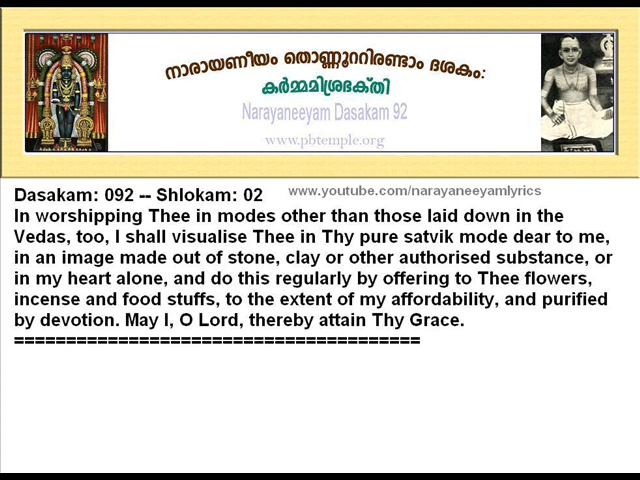 നാരായണീയം തൊണ്ണൂററിരണ്ടാം ദശകം:
കർമ്മമിശ്രഭക്തി
Narayaneeyam Dasakam 92
www.pbtemple.org
Dasakam: 092 -- Shlokam: 02 www.youtube.com/narayaneeyamlyrics
In worshipping Thee in modes other than those laid down in the
Vedas, too, I shall visualise Thee in Thy pure satvik mode dear to me,
in an image made out of stone, clay or other authorised substance, or
in my heart alone, and do this regularly by offering to Thee flowers,
incense and food stuffs, to the extent of my affordability, and purified
by devotion. May I, O Lord, thereby attain Thy Grace.
=======================================